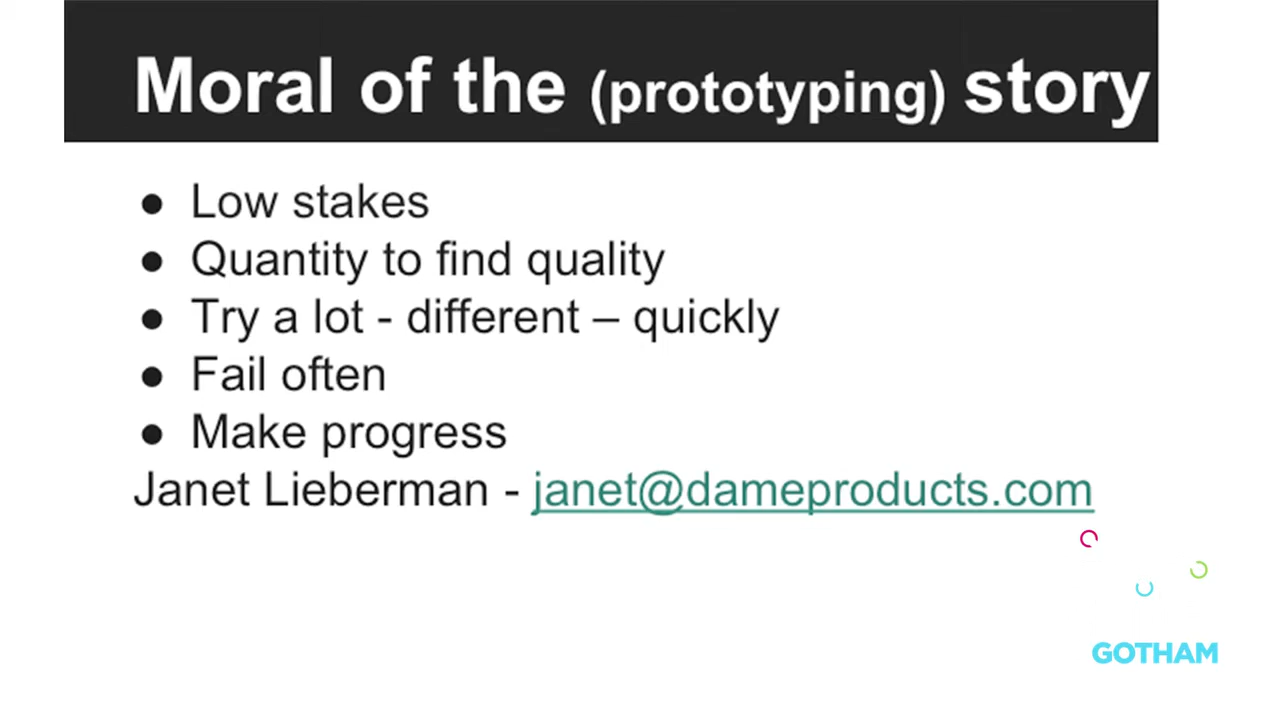 Moral of the (prototyping) story
● Low stakes
● Quantity to find quality
● Try a lot - different – quickly
● Fail often
● Make progress
Janet Lieberman - janet@dameproducts.com
GOTHAM